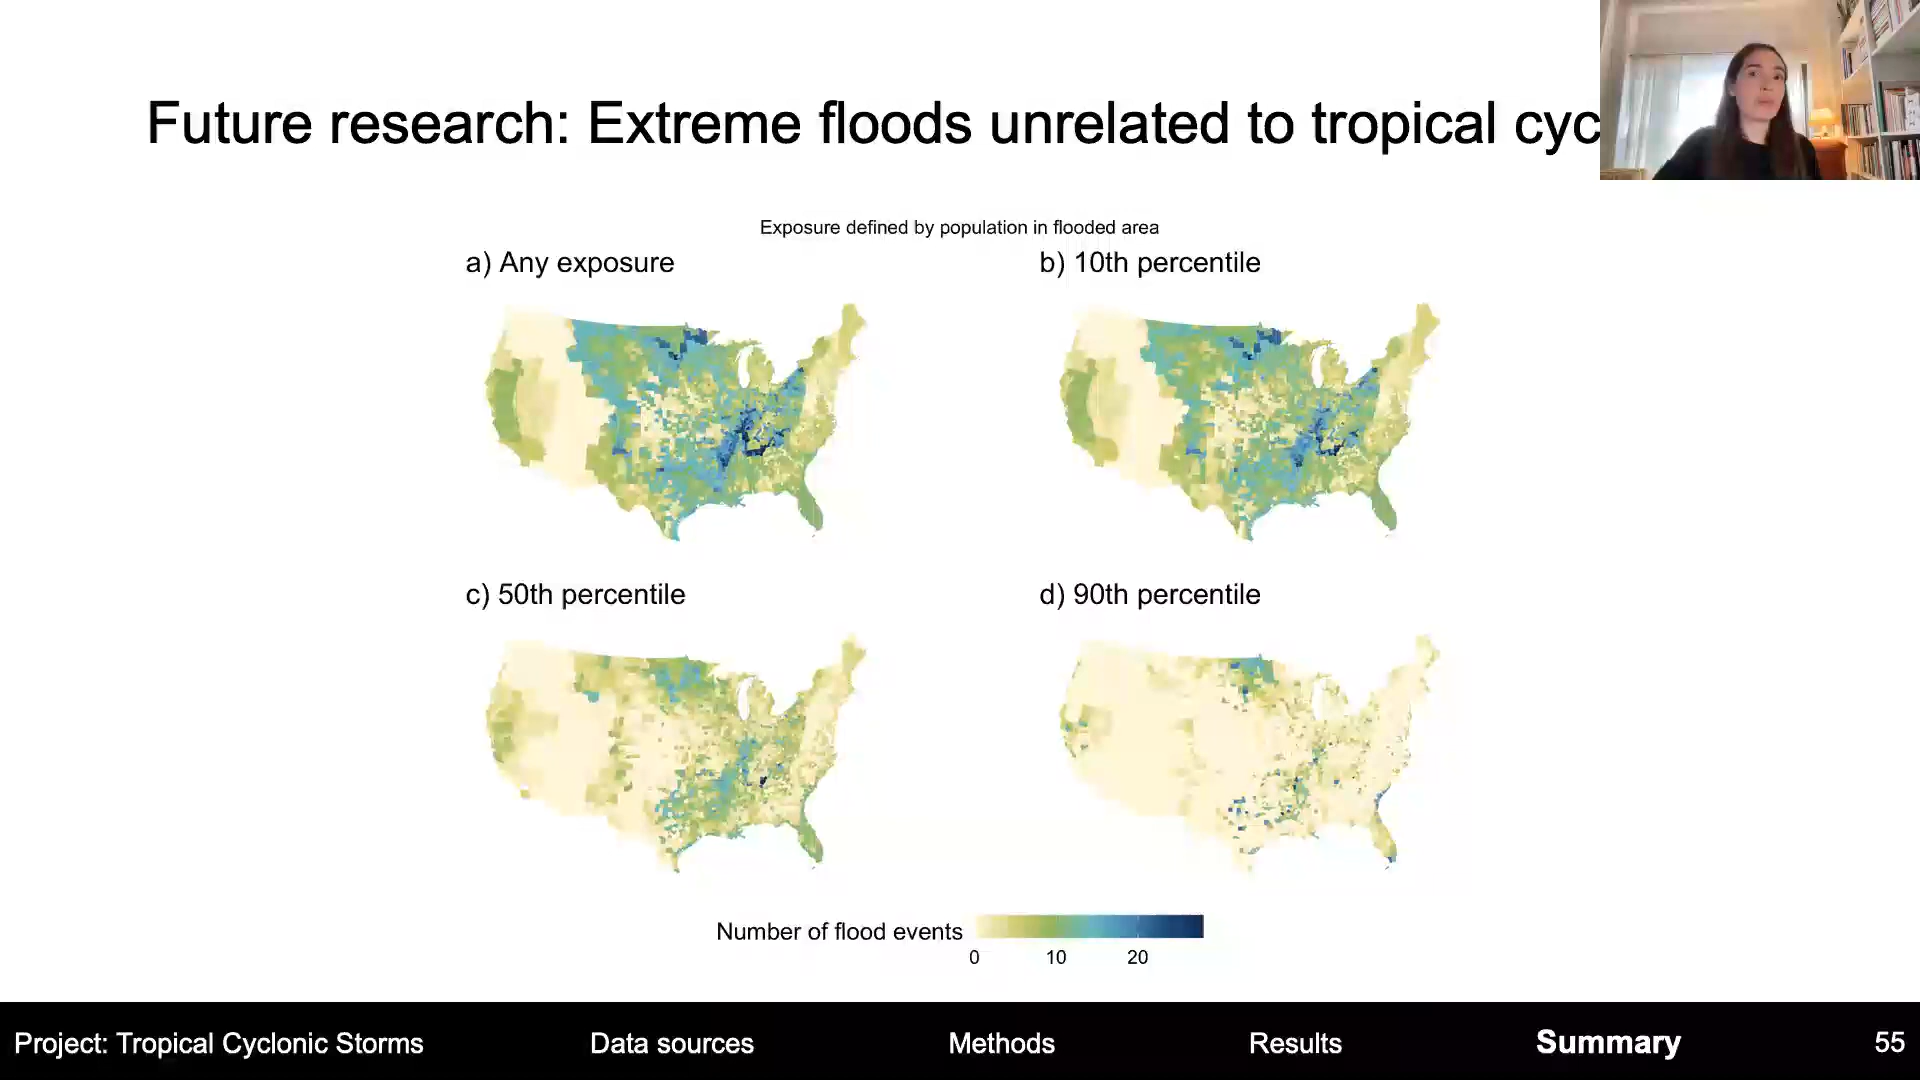 Future research: Extreme floods unrelated to tropical cyc
Exposure defined by population in flooded area
a) Any exposure
b) 10th percentile
c) 50th percentile
d) 90th percentile
Number of flood events
0 10 20
Project: Tropical Cyclonic Storms Data sources Methods Results Summary 55